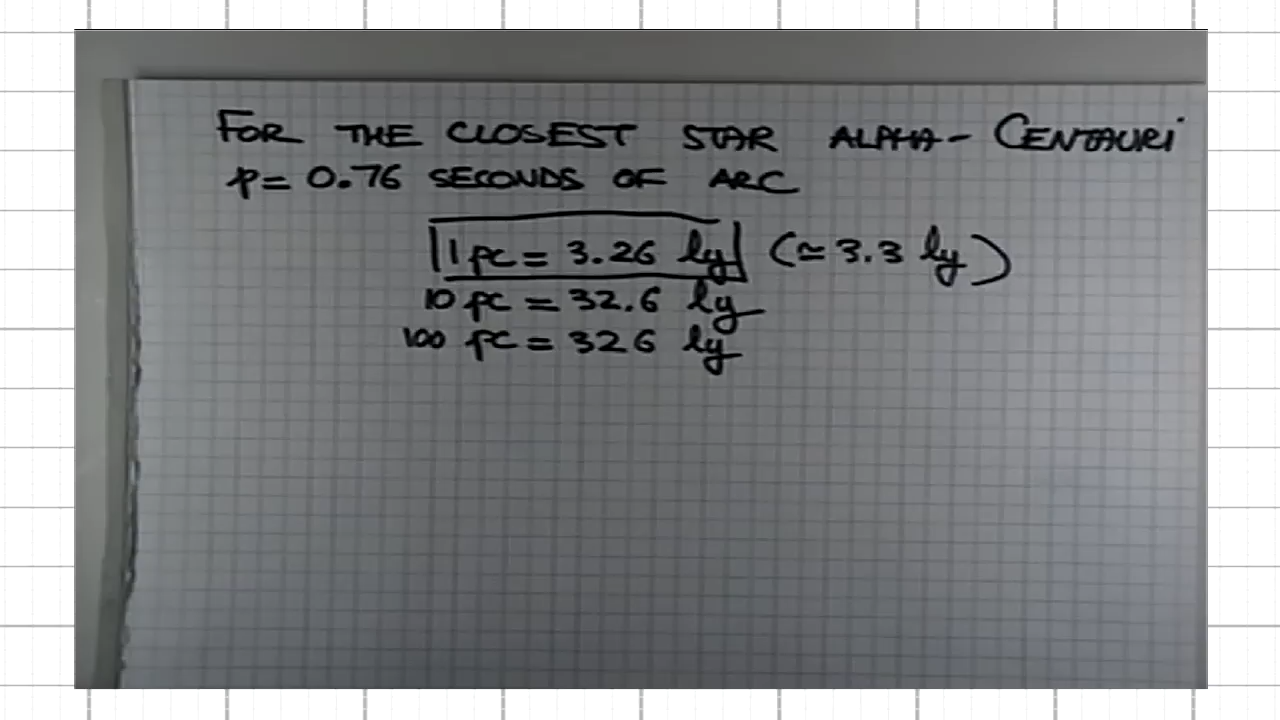 FOR THE CLOSEST STAR ALPHA- CENTAURI
p= 0.76 SECONDS OF ARC
1 pc = 3.26 ly (≃ 3.3 ly)
10 pc = 32.6 ly
100 pc = 326 ly